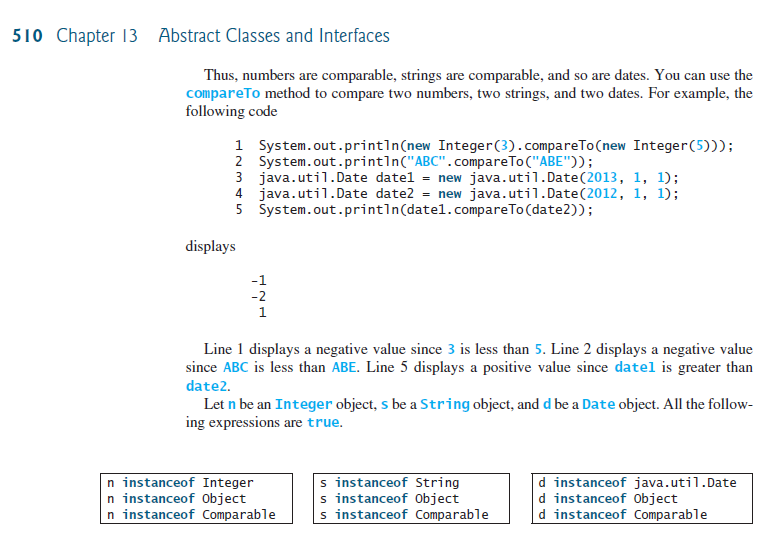 510 Chapter 13 Abstract Classes and Interfaces
Thus, numbers are comparable, strings are comparable, and so are dates. You can use the
compareTo method to compare two numbers, two strings, and two dates. For example, the
following code
1 System.out.println(new Integer(3).compareTo(new Integer(5)));
2 System.out.println("ABC".compareTo("ABE"));
3 java.util.Date date1 = new java.util.Date(2013, 1, 1);
4 java.util.Date date2 = new java.util.Date(2012, 1, 1);
5 System.out.println(date1.compareTo(date2));
displays
-1
-2
1
Line 1 displays a negative value since 3 is less than 5. Line 2 displays a negative value
since ABC is less than ABE. Line 5 displays a positive value since date1 is greater than
date2.
Let n be an Integer object, s be a String object, and d be a Date object. All the follow-
ing expressions are true.
n instanceof Integer
n instanceof Object
n instanceof Comparable
s instanceof String
s instanceof Object
s instanceof Comparable
d instanceof java.util.Date
d instanceof Object
d instanceof Comparable